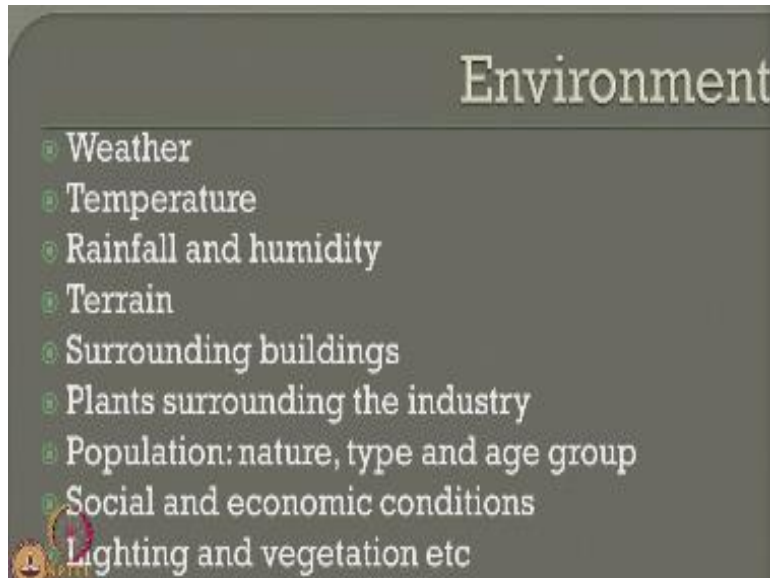 Environment
Weather
Temperature
Rainfall and humidity
Terrain
Surrounding buildings
Plants surrounding the industry
Population: nature, type and age group
Social and economic conditions
Lighting and vegetation etc